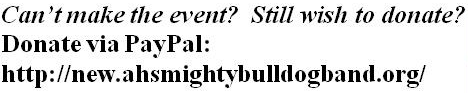 Can't make the event?  Still wish to donate?
Donate via PayPal:
http://new.ahsmightybulldogband.org/